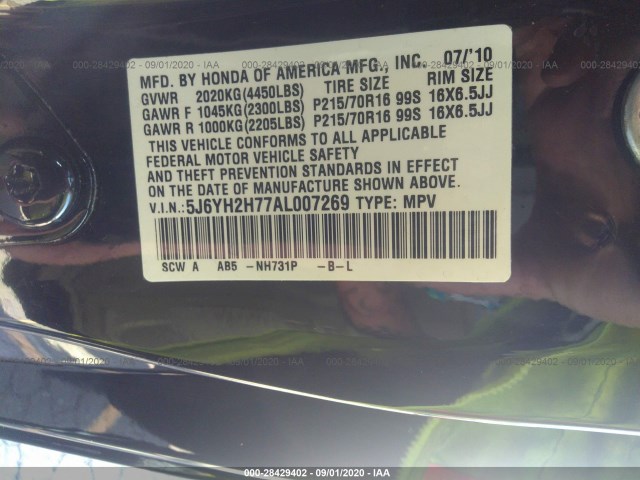 MFD. BY HONDA OF AMERICA MFG., INC. 07/'10
GVWR 2020KG(4450LBS) TIRE SIZE RIM SIZE
GAWR F 1045KG(2300LBS) P215/70R16 99S 16X6.5JJ
GAWR R 1000KG(2205LBS) P215/70R16 99S 16X6.5JJ
THIS VEHICLE CONFORMS TO ALL APPLICABLE
FEDERAL MOTOR VEHICLE SAFETY
AND THEFT PREVENTION STANDARDS IN EFFECT
ON THE DATE OF MANUFACTURE SHOWN ABOVE.
V.I.N.:5J6YH2H77AL007269 TYPE: MPV
SCW A AB5 -NH731P -B-L
000-28429402 - 09/01/2020 - IAA